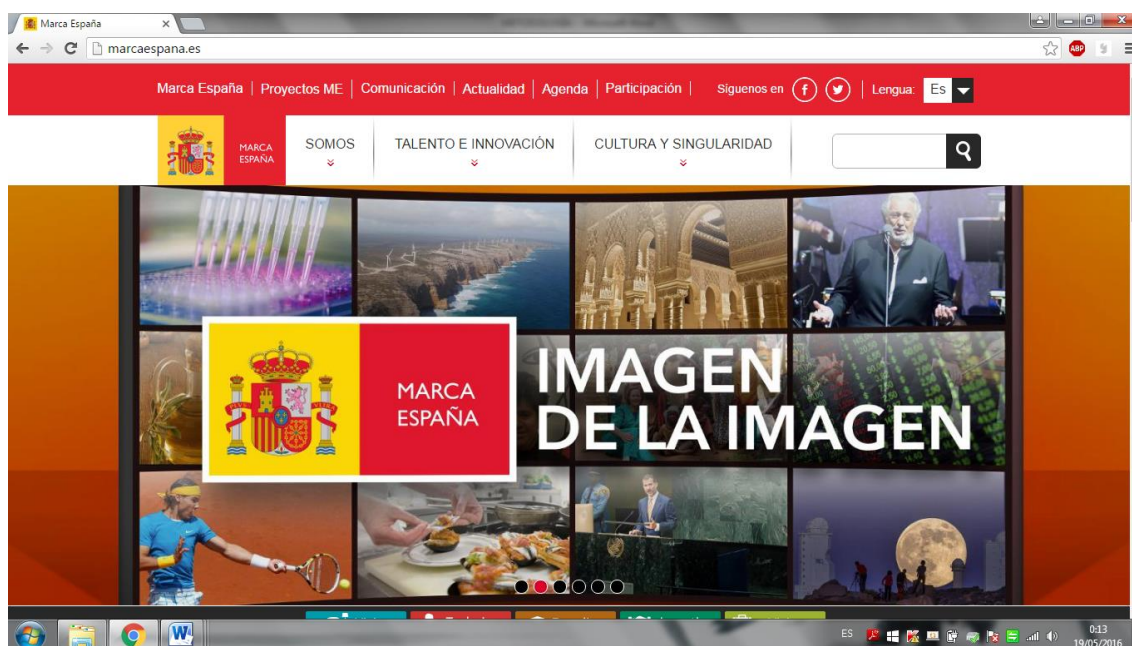 Marca España
marcaespana.es
ABP
Marca España | Proyectos ME | Comunicación | Actualidad | Agenda | Participación | Síguenos en | Lengua: Es
MARCA
ESPAÑA
SOMOS
TALENTO E INNOVACIÓN
CULTURA Y SINGULARIDAD
MARCA
ESPAÑA
IMAGEN
DE LA IMAGEN
ES
0:13
19/05/2016